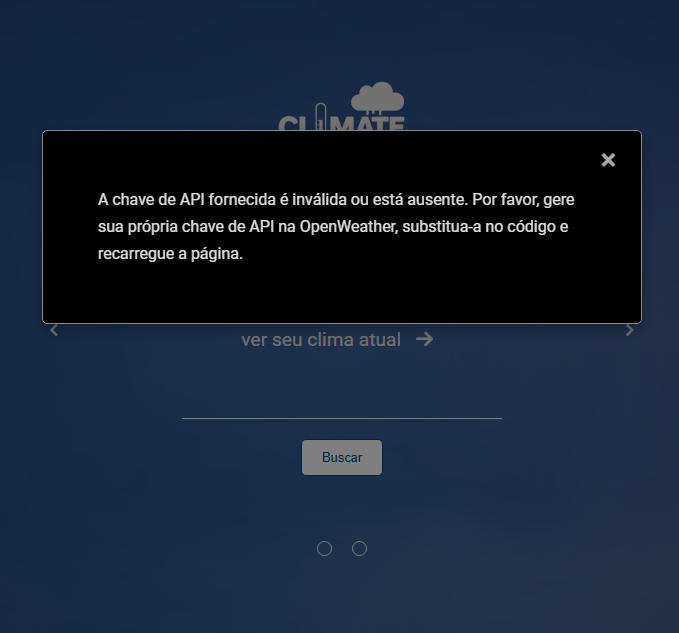 CLIMATE
A chave de API fornecida é inválida ou está ausente. Por favor, gere
sua própria chave de API na OpenWeather, substitua-a no código e
recarregue a página.
ver seu clima atual
Buscar